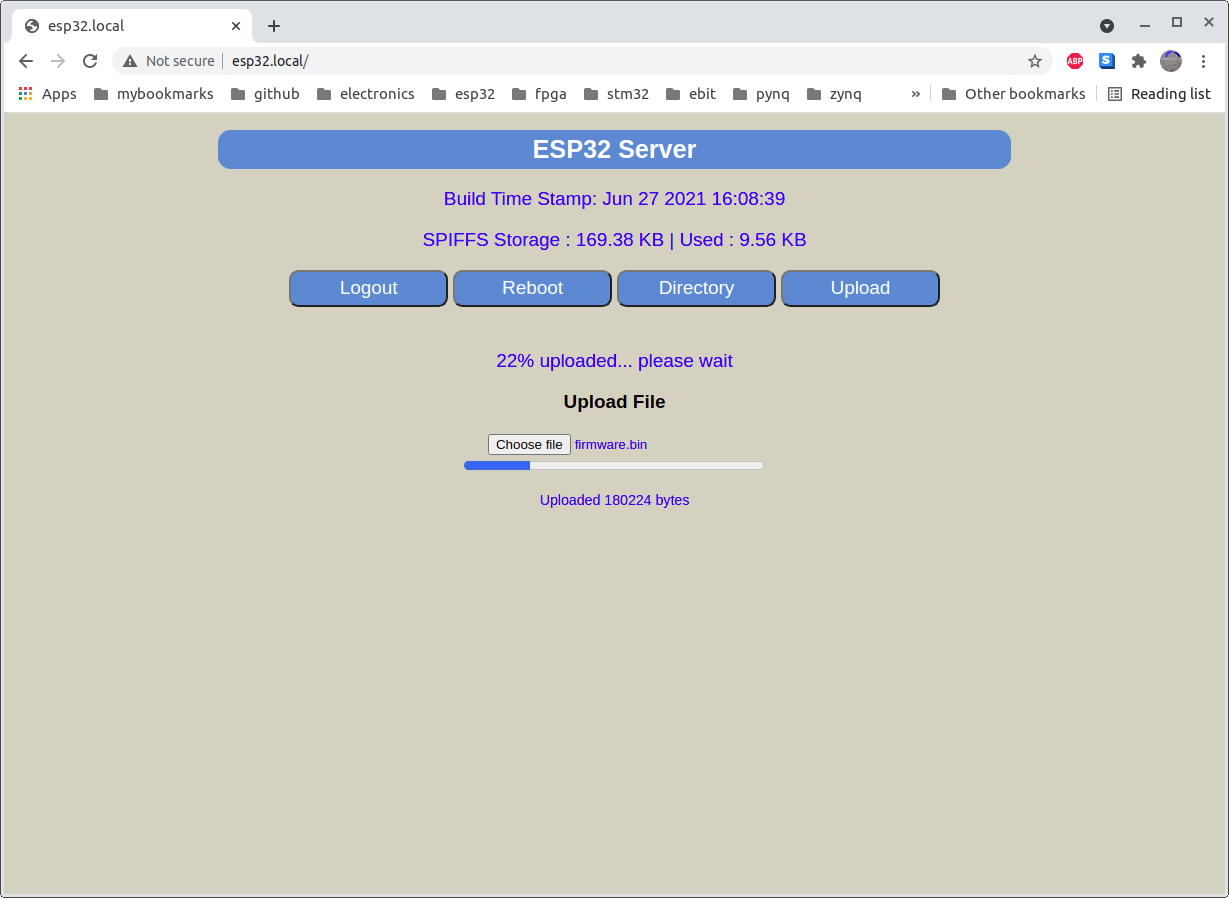 esp32.local
Not secure esp32.local/
ABP S
Apps mybookmarks github electronics esp32 fpga stm32 ebit pynq zynq » Other bookmarks Reading list
ESP32 Server
Build Time Stamp: Jun 27 2021 16:08:39
SPIFFS Storage : 169.38 KB | Used : 9.56 KB
Logout Reboot Directory Upload
22% uploaded... please wait
Upload File
Choose file firmware.bin
Uploaded 180224 bytes